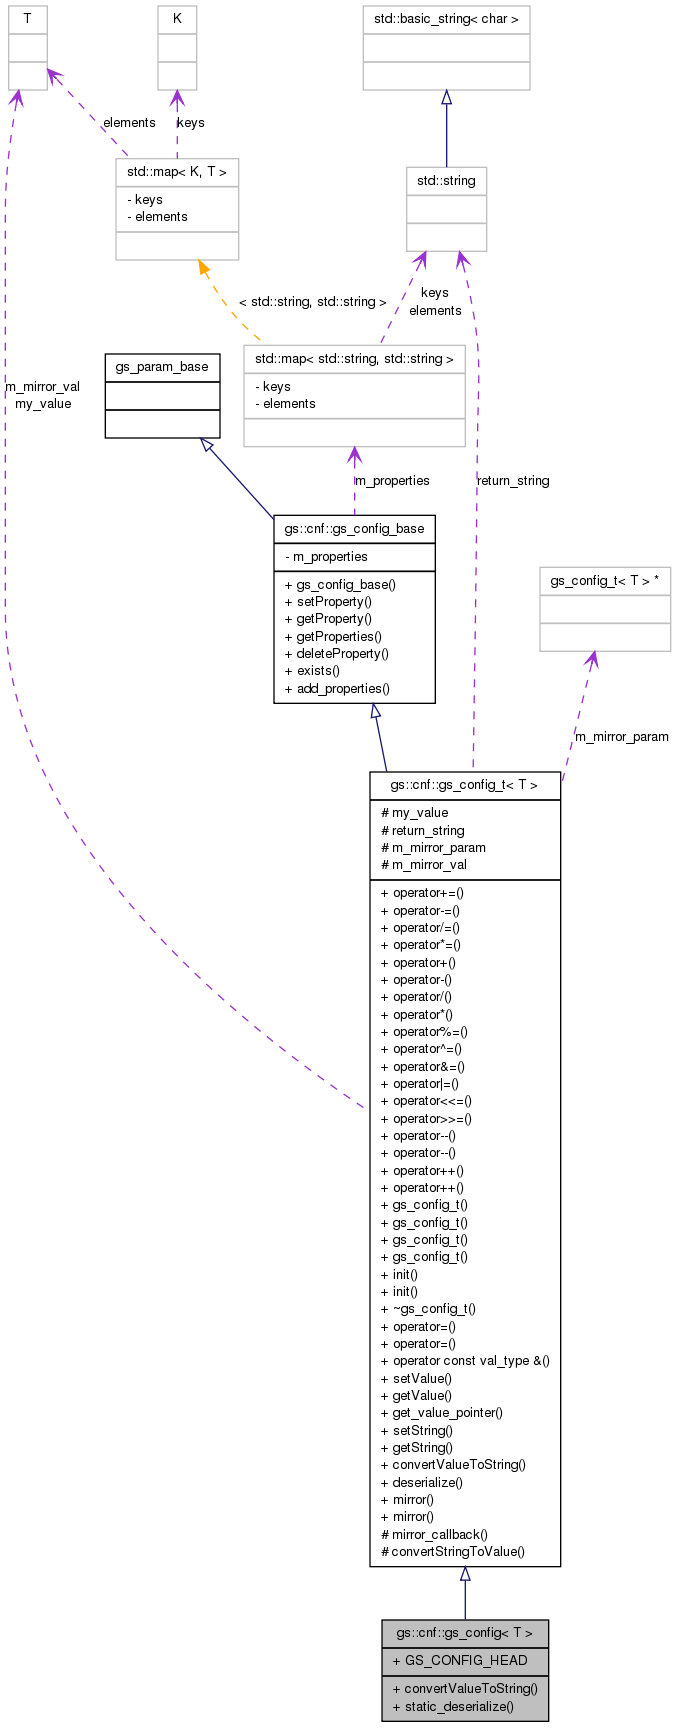 T
K
std::basic_string< char >
elements
keys
std::map< K, T >
- keys
- elements
std::string
< std::string, std::string >
keys
elements
std::map< std::string, std::string >
- keys
- elements
gs_param_base
m_mirror_val
my_value
m_properties
return_string
gs::cnf::gs_config_base
- m_properties
+ gs_config_base()
+ setProperty()
+ getProperty()
+ getProperties()
+ deleteProperty()
+ exists()
+ add_properties()
gs_config_t< T > *
m_mirror_param
gs::cnf::gs_config_t< T >
# my_value
# return_string
# m_mirror_param
# m_mirror_val
+ operator+=()
+ operator-=()
+ operator/=()
+ operator*=()
+ operator+()
+ operator-()
+ operator/()
+ operator*()
+ operator%=()
+ operator^=()
+ operator&=()
+ operator|=()
+ operator<<=()
+ operator>>=()
+ operator--()
+ operator--()
+ operator++()
+ operator++()
+ gs_config_t()
+ gs_config_t()
+ gs_config_t()
+ gs_config_t()
+ init()
+ init()
+ ~gs_config_t()
+ operator=()
+ operator=()
+ operator const val_type &()
+ setValue()
+ getValue()
+ get_value_pointer()
+ setString()
+ getString()
+ convertValueToString()
+ deserialize()
+ mirror()
+ mirror()
# mirror_callback()
# convertStringToValue()
gs::cnf::gs_config< T >
+ GS_CONFIG_HEAD
+ convertValueToString()
+ static_deserialize()